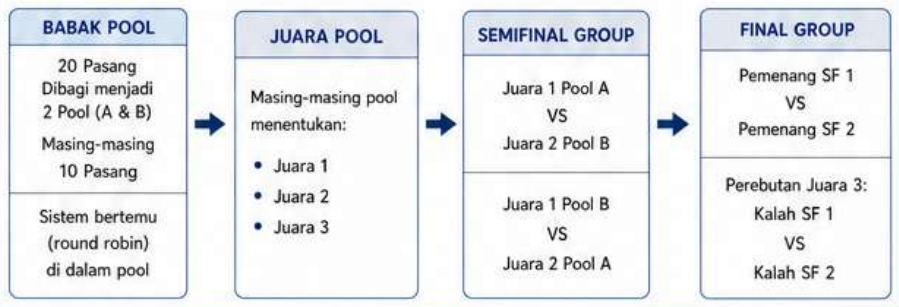 BABAK POOL
20 Pasang
Dibagi menjadi
2 Pool (A & B)
Masing-masing
10 Pasang
Sistem bertemu
(round robin)
di dalam pool
JUARA POOL
Masing-masing pool
menentukan:
• Juara 1
• Juara 2
• Juara 3
SEMIFINAL GROUP
Juara 1 Pool A
VS
Juara 2 Pool B
Juara 1 Pool B
VS
Juara 2 Pool A
FINAL GROUP
Pemenang SF 1
VS
Pemenang SF 2
Perebutan Juara 3:
Kalah SF 1
VS
Kalah SF 2